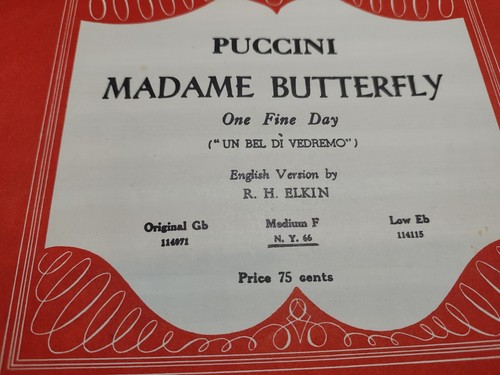 PUCCINI
MADAME BUTTERFLY
One Fine Day
("UN BEL DÌ VEDREMO")
English Version by
R. H. ELKIN
Original Gb Medium F Low Eb
114071 N. Y. 66 114115
Price 75 cents